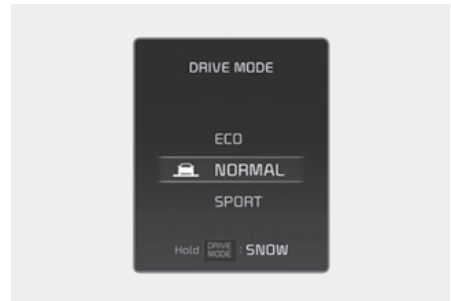 DRIVE MODE
ECO
NORMAL
SPORT
Hold DRIVE MODE : SNOW